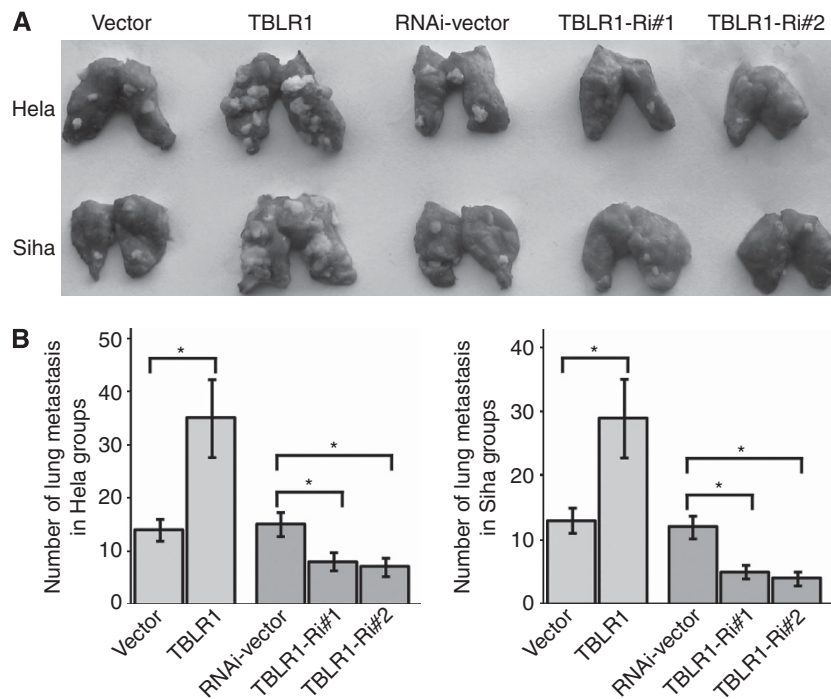 A
Vector TBLR1 RNAi-vector TBLR1-Ri#1 TBLR1-Ri#2
Hela
Siha
B
Number of lung metastasis
in Hela groups
50
40
30
20
10
0
*
*
*
Vector
TBLR1
RNAi-vector
TBLR1-Ri#1
TBLR1-Ri#2
Number of lung metastasis
in Siha groups
40
30
20
10
0
*
*
*
Vector
TBLR1
RNAi-vector
TBLR1-Ri#1
TBLR1-Ri#2